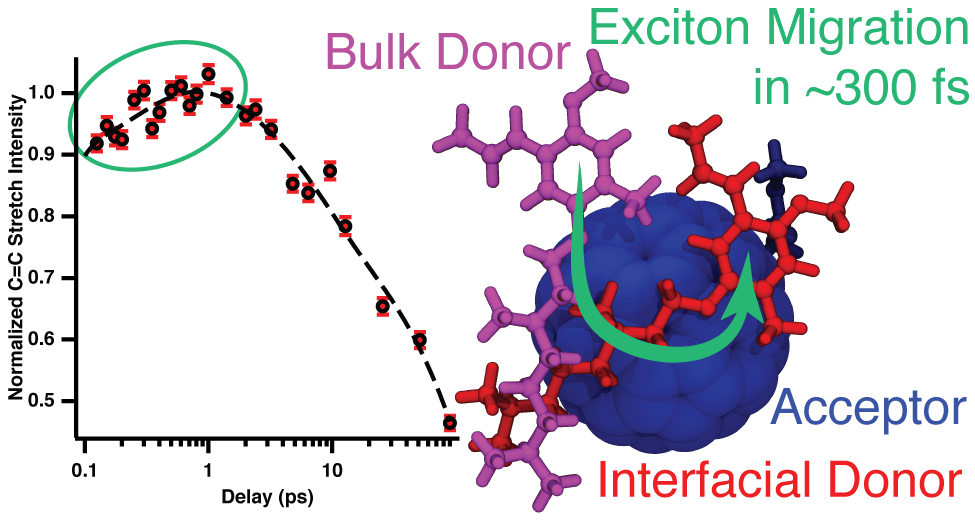 Bulk Donor
Exciton Migration
in ~300 fs
Normalized C=C Stretch Intensity
1.0
0.9
0.8
0.7
0.6
0.5
0.1
1
10
Delay (ps)
Acceptor
Interfacial Donor